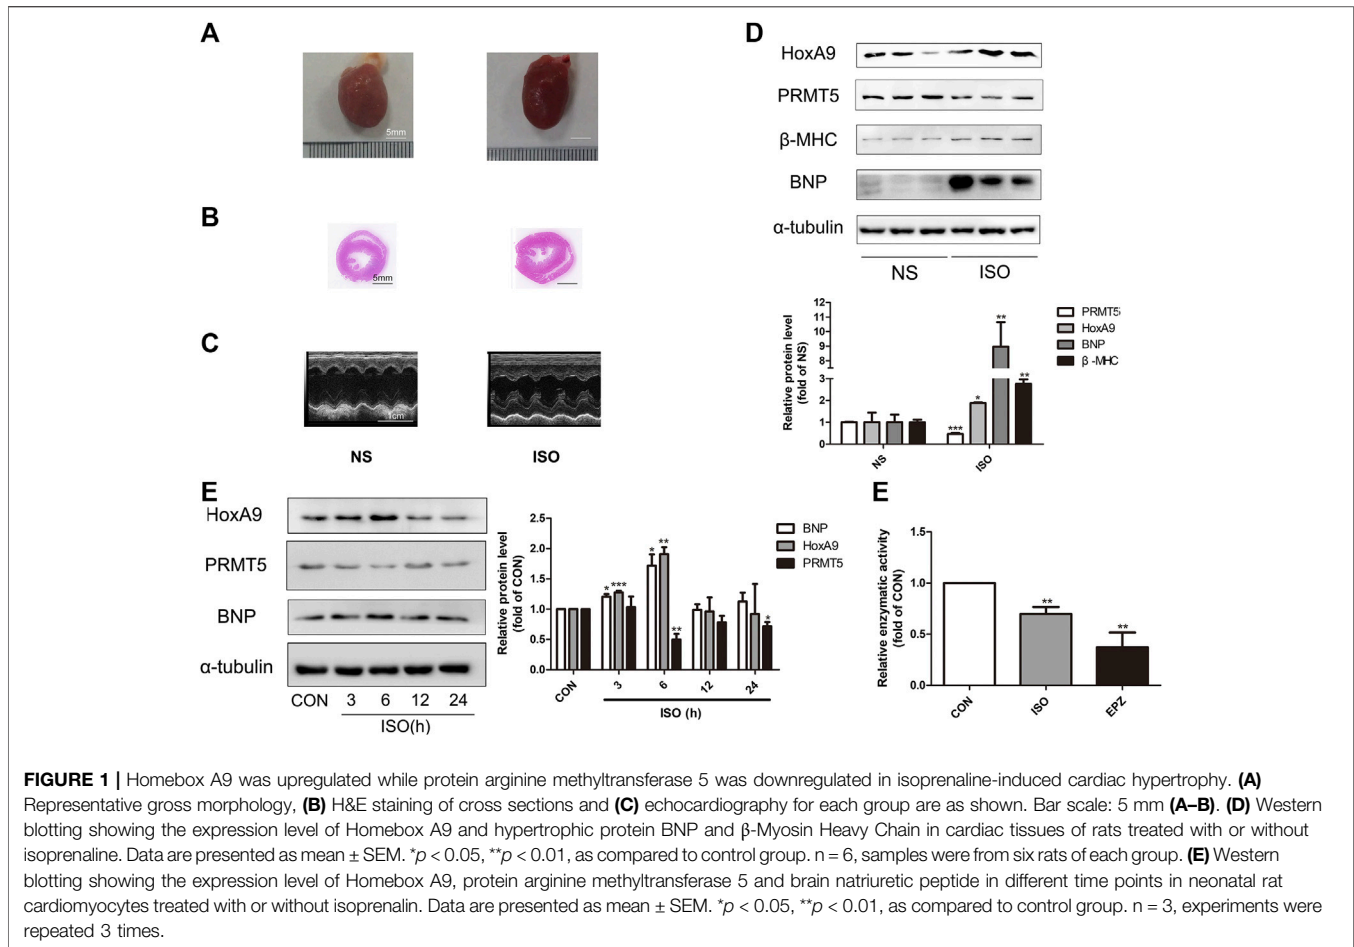 A
5mm
B
5mm
C
1cm
NS
ISO
D
HoxA9
PRMT5
β-MHC
BNP
α-tubulin
NS
ISO
Relative protein level
(fold of NS)
12
11
10
9
8
3
2
1
0
***
*
**
**
NS
ISO
PRMT5
HoxA9
BNP
β -MHC
E
HoxA9
PRMT5
BNP
α-tubulin
CON 3 6 12 24
ISO(h)
Relative protein level
(fold of CON)
2.5
2.0
1.5
1.0
0.5
0.0
* ***
* **
**
*
CON
3
6
12
24
ISO (h)
BNP
HoxA9
PRMT5
E
Relative enzymatic activity
(fold of CON)
1.5
1.0
0.5
0.0
**
**
CON
ISO
EPZ
FIGURE 1 | Homebox A9 was upregulated while protein arginine methyltransferase 5 was downregulated in isoprenaline-induced cardiac hypertrophy. (A)
Representative gross morphology, (B) H&E staining of cross sections and (C) echocardiography for each group are as shown. Bar scale: 5 mm (A–B). (D) Western
blotting showing the expression level of Homebox A9 and hypertrophic protein BNP and β-Myosin Heavy Chain in cardiac tissues of rats treated with or without
isoprenaline. Data are presented as mean ± SEM. *p < 0.05, **p < 0.01, as compared to control group. n = 6, samples were from six rats of each group. (E) Western
blotting showing the expression level of Homebox A9, protein arginine methyltransferase 5 and brain natriuretic peptide in different time points in neonatal rat
cardiomyocytes treated with or without isoprenalin. Data are presented as mean ± SEM. *p < 0.05, **p < 0.01, as compared to control group. n = 3, experiments were
repeated 3 times.